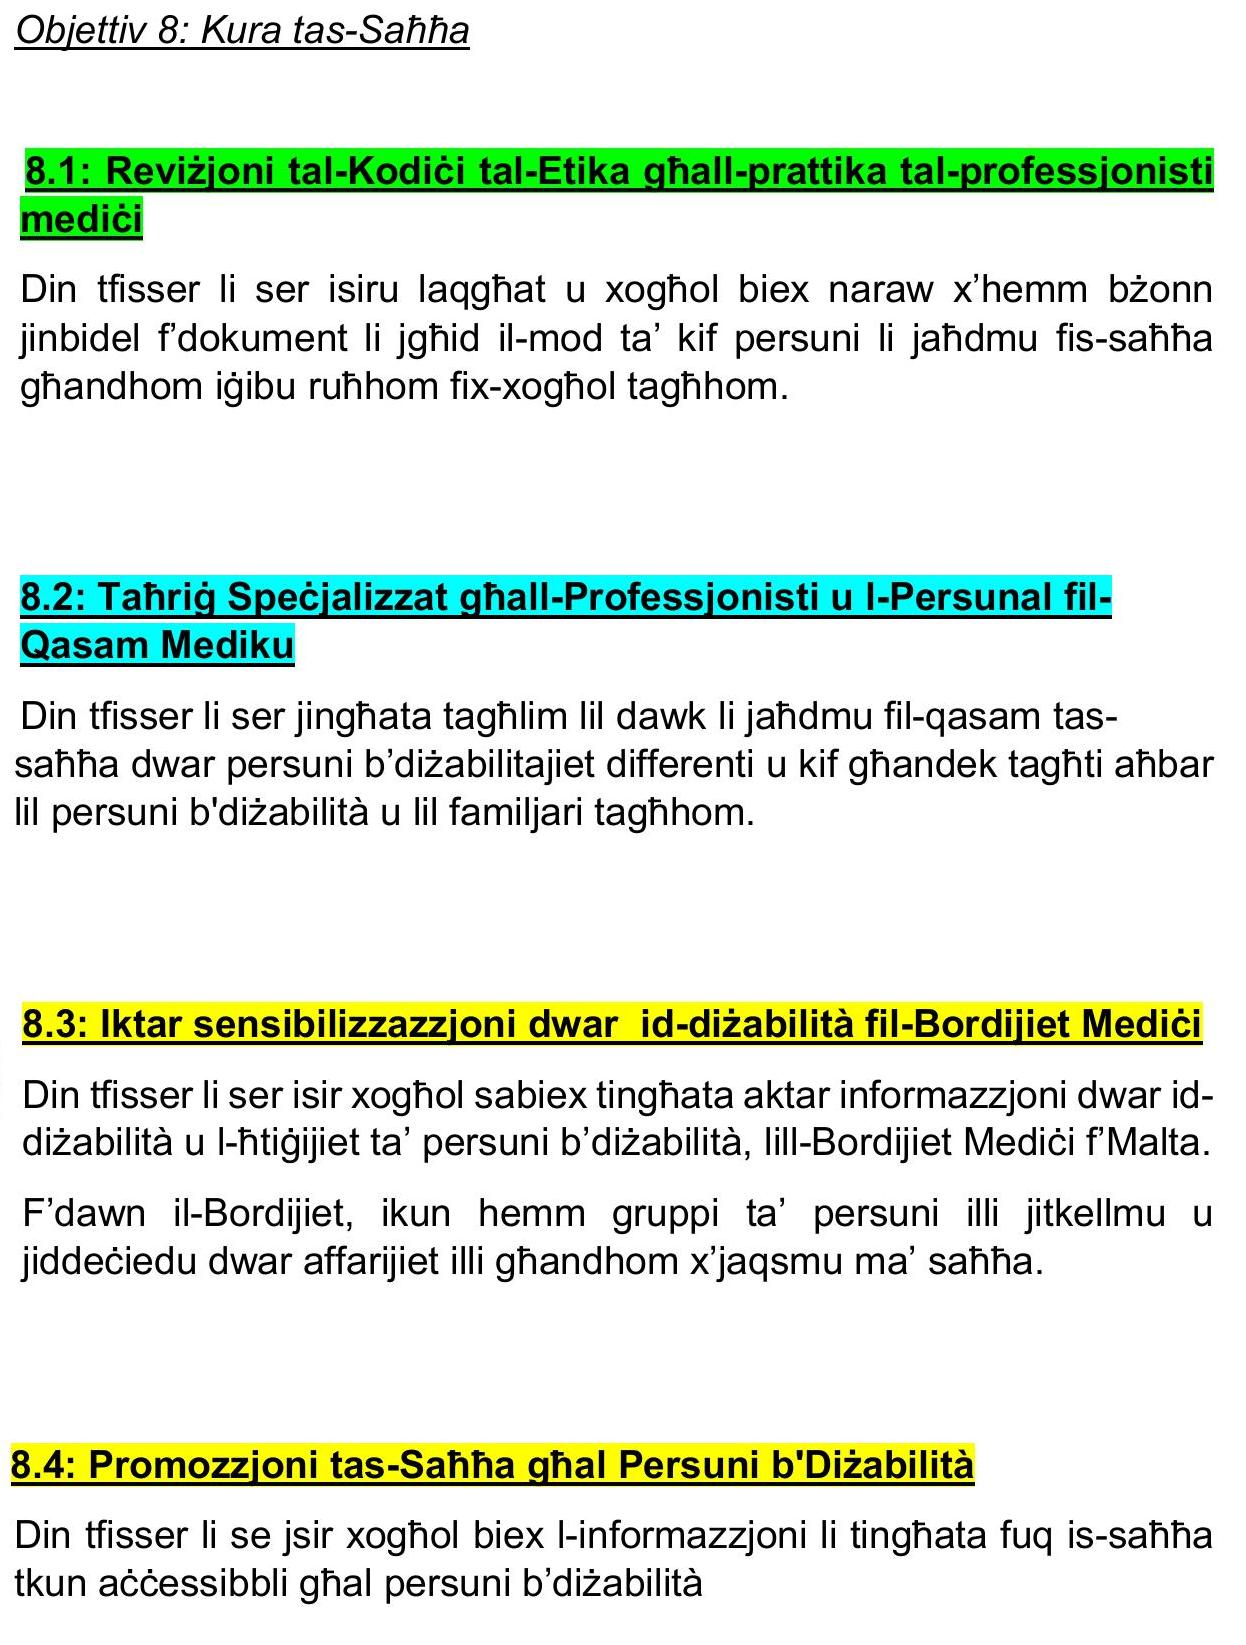 Objettiv 8: Kura tas-Saħħa
8.1: Reviżjoni tal-Kodiċi tal-Etika għall-prattika tal-professjonisti
mediċi
Din tfisser li ser isiru laqgħat u xogħol biex naraw x’hemm bżonn
jinbidel f’dokument li jgħid il-mod ta’ kif persuni li jaħdmu fis-saħħa
għandhom iġibu ruħhom fix-xogħol tagħhom.
8.2: Taħriġ Speċjalizzat għall-Professjonisti u l-Persunal fil-
Qasam Mediku
Din tfisser li ser jingħata tagħlim lil dawk li jaħdmu fil-qasam tas-
saħħa dwar persuni b’diżabilitajiet differenti u kif għandek tagħti aħbar
lil persuni b'diżabilità u lil familjari tagħhom.
8.3: Iktar sensibilizzazzjoni dwar  id-diżabilità fil-Bordijiet Mediċi
Din tfisser li ser isir xogħol sabiex tingħata aktar informazzjoni dwar id-
diżabilità u l-ħtiġijiet ta’ persuni b’diżabilità, lill-Bordijiet Mediċi f’Malta.
F’dawn il-Bordijiet, ikun hemm gruppi ta’ persuni illi jitkellmu u
jiddeċiedu dwar affarijiet illi għandhom x’jaqsmu ma’ saħħa.
8.4: Promozzjoni tas-Saħħa għal Persuni b'Diżabilità
Din tfisser li se jsir xogħol biex l-informazzjoni li tingħata fuq is-saħħa
tkun aċċessibbli għal persuni b’diżabilità